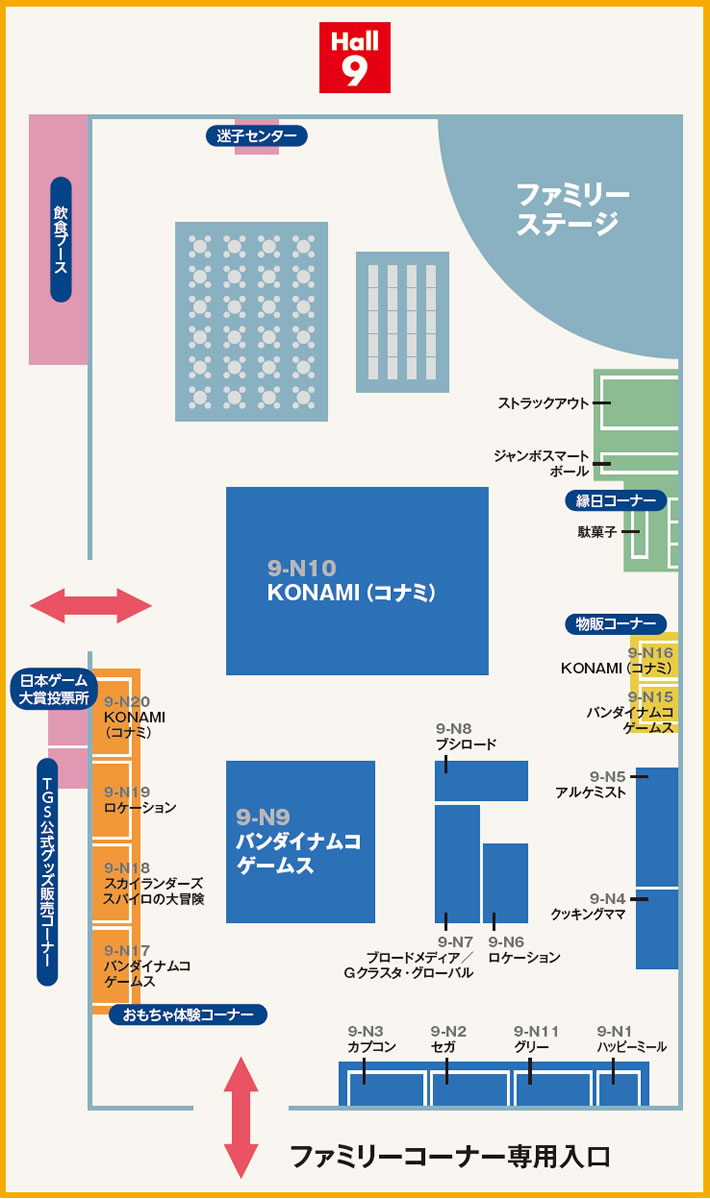 Hall
9
迷子センター
ファミリー
ステージ
飲食ブース
ストラックアウト
ジャンボスマート
ボール
縁日コーナー
駄菓子
9-N10
KONAMI（コナミ）
物販コーナー
9-N16
KONAMI（コナミ）
9-N15
バンダイナムコ
ゲームス
日本ゲーム
大賞投票所
9-N20
KONAMI
（コナミ）
9-N19
ロケーション
9-N18
スカイランダーズ
スパイロの大冒険
9-N17
バンダイナムコ
ゲームス
TGS公式グッズ販売コーナー
おもちゃ体験コーナー
9-N9
バンダイナムコ
ゲームス
9-N8
ブシロード
9-N5
アルケミスト
9-N4
クッキングママ
9-N7
ブロードメディア／
Gクラスタ・グローバル
9-N6
ロケーション
9-N3
カプコン
9-N2
セガ
9-N11
グリー
9-N1
ハッピーミール
ファミリーコーナー専用入口